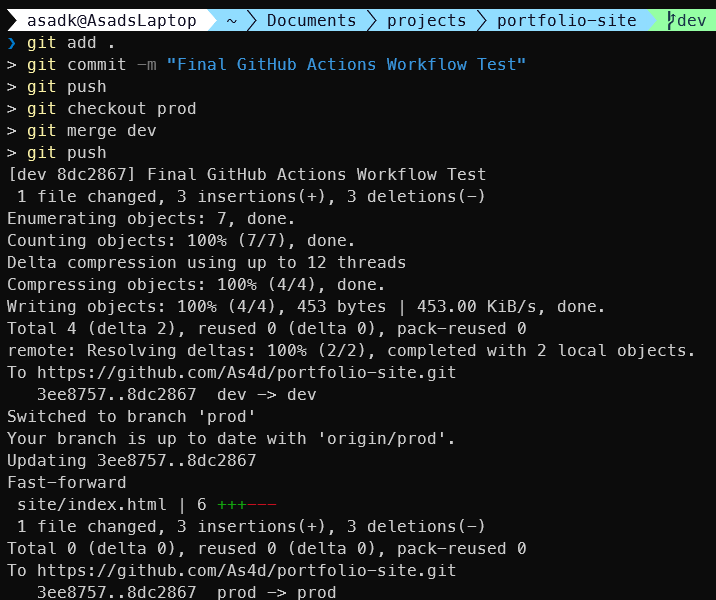 asadk@AsadsLaptop ~ Documents projects portfolio-site dev
❯ git add .
> git commit -m "Final GitHub Actions Workflow Test"
> git push
> git checkout prod
> git merge dev
> git push
[dev 8dc2867] Final GitHub Actions Workflow Test
 1 file changed, 3 insertions(+), 3 deletions(-)
Enumerating objects: 7, done.
Counting objects: 100% (7/7), done.
Delta compression using up to 12 threads
Compressing objects: 100% (4/4), done.
Writing objects: 100% (4/4), 453 bytes | 453.00 KiB/s, done.
Total 4 (delta 2), reused 0 (delta 0), pack-reused 0
remote: Resolving deltas: 100% (2/2), completed with 2 local objects.
To https://github.com/As4d/portfolio-site.git
   3ee8757..8dc2867  dev -> dev
Switched to branch 'prod'
Your branch is up to date with 'origin/prod'.
Updating 3ee8757..8dc2867
Fast-forward
 site/index.html | 6 +++---
 1 file changed, 3 insertions(+), 3 deletions(-)
Total 0 (delta 0), reused 0 (delta 0), pack-reused 0
To https://github.com/As4d/portfolio-site.git
   3ee8757..8dc2867  prod -> prod